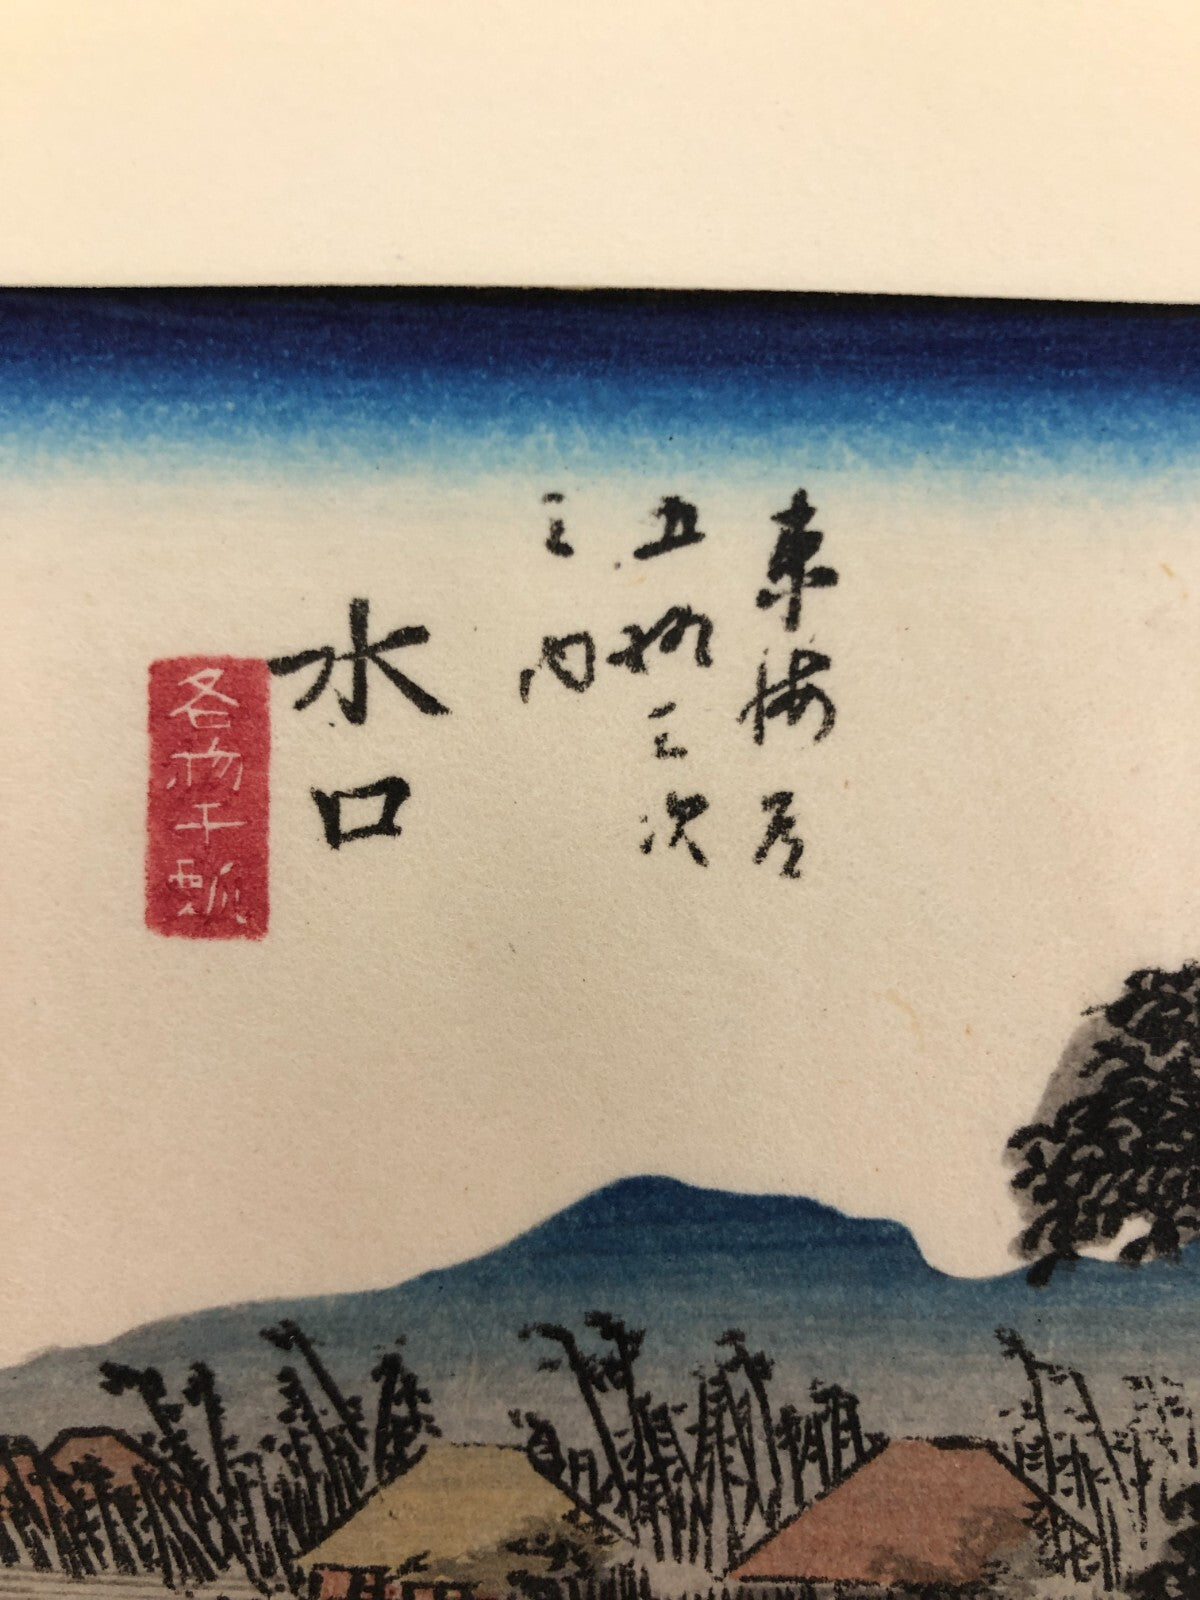 東海道
五拾三次
之内
水口
名物干瓢